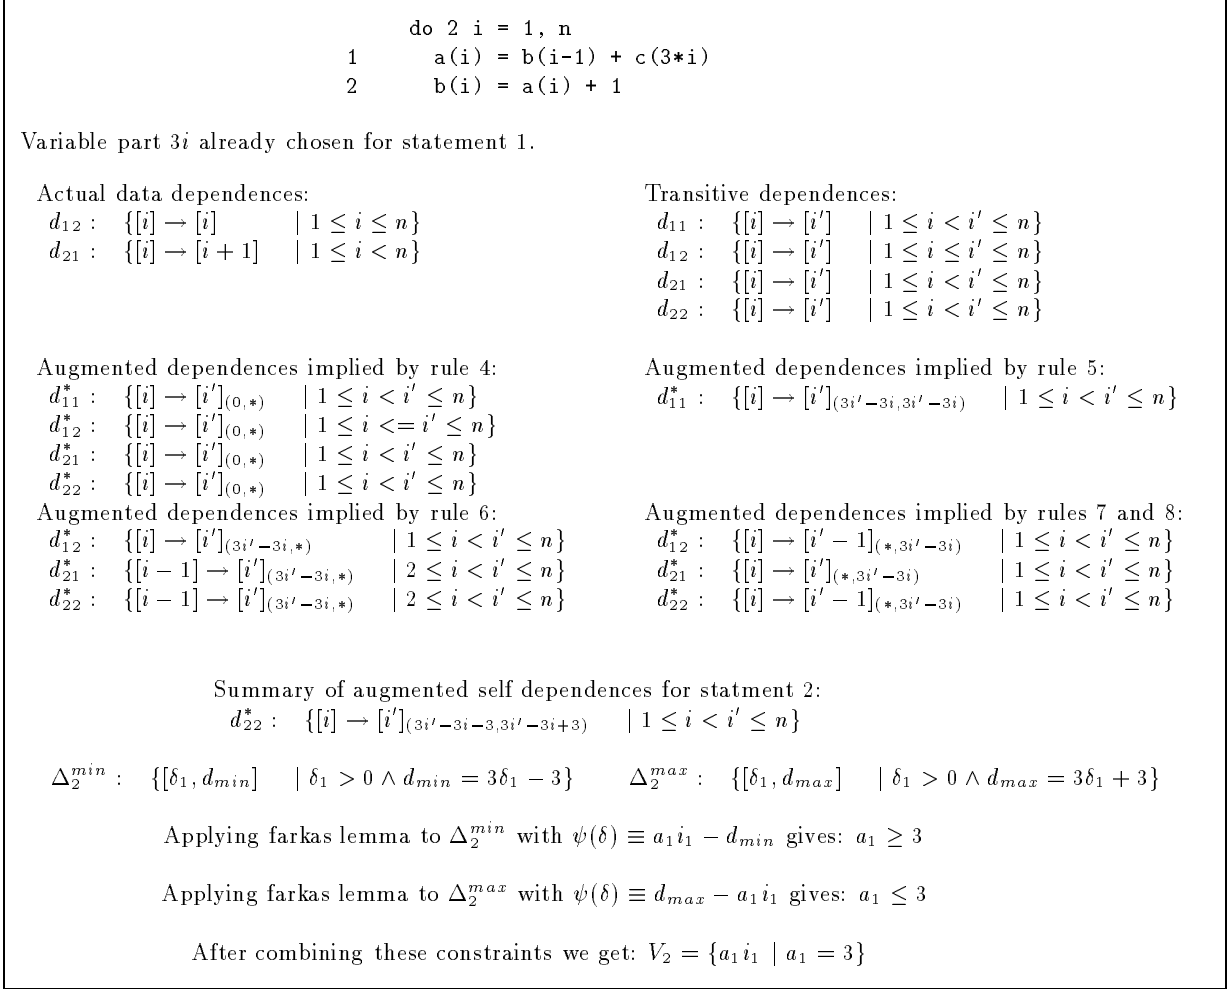 do 2 i = 1, n
1 a(i) = b(i-1) + c(3*i)
2 b(i) = a(i) + 1
Variable part 3i already chosen for statement 1.
Actual data dependences: Transitive dependences:
d₁₂ : {[i] → [i] | 1 ≤ i ≤ n} d₁₁ : {[i] → [i′] | 1 ≤ i < i′ ≤ n}
d₂₁ : {[i] → [i + 1] | 1 ≤ i < n} d₁₂ : {[i] → [i′] | 1 ≤ i ≤ i′ ≤ n}
d₂₁ : {[i] → [i′] | 1 ≤ i < i′ ≤ n}
d₂₂ : {[i] → [i′] | 1 ≤ i < i′ ≤ n}
Augmented dependences implied by rule 4: Augmented dependences implied by rule 5:
d*₁₁ : {[i] → [i′]₍₀,*₎ | 1 ≤ i < i′ ≤ n} d*₁₁ : {[i] → [i′]_(3i′−3i,3i′−3i) | 1 ≤ i < i′ ≤ n}
d*₁₂ : {[i] → [i′]₍₀,*₎ | 1 ≤ i <= i′ ≤ n}
d*₂₁ : {[i] → [i′]₍₀,*₎ | 1 ≤ i < i′ ≤ n}
d*₂₂ : {[i] → [i′]₍₀,*₎ | 1 ≤ i < i′ ≤ n}
Augmented dependences implied by rule 6: Augmented dependences implied by rules 7 and 8:
d*₁₂ : {[i] → [i′]_(3i′−3i,*) | 1 ≤ i < i′ ≤ n} d*₁₂ : {[i] → [i′ − 1]_(*,3i′−3i) | 1 ≤ i < i′ ≤ n}
d*₂₁ : {[i − 1] → [i′]_(3i′−3i,*) | 2 ≤ i < i′ ≤ n} d*₂₁ : {[i] → [i′]_(*,3i′−3i) | 1 ≤ i < i′ ≤ n}
d*₂₂ : {[i − 1] → [i′]_(3i′−3i,*) | 2 ≤ i < i′ ≤ n} d*₂₂ : {[i] → [i′ − 1]_(*,3i′−3i) | 1 ≤ i < i′ ≤ n}
Summary of augmented self dependences for statment 2:
d*₂₂ : {[i] → [i′]_(3i′−3i−3,3i′−3i+3) | 1 ≤ i < i′ ≤ n}
Δ₂^min : {[δ₁, d_min] | δ₁ > 0 ∧ d_min = 3δ₁ − 3} Δ₂^max : {[δ₁, d_max] | δ₁ > 0 ∧ d_max = 3δ₁ + 3}
Applying farkas lemma to Δ₂^min with ψ(δ) ≡ a₁i₁ − d_min gives: a₁ ≥ 3
Applying farkas lemma to Δ₂^max with ψ(δ) ≡ d_max − a₁i₁ gives: a₁ ≤ 3
After combining these constraints we get: V₂ = {a₁i₁ | a₁ = 3}